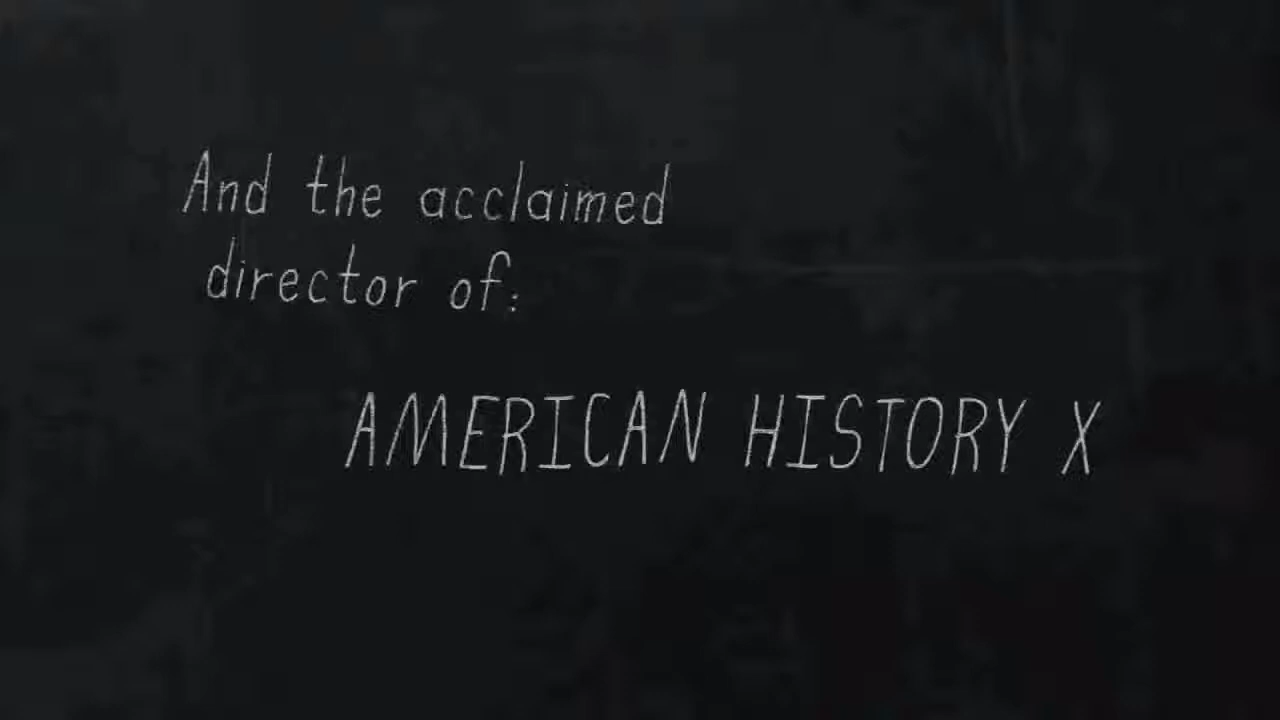 And the acclaimed
director of:
AMERICAN HISTORY X